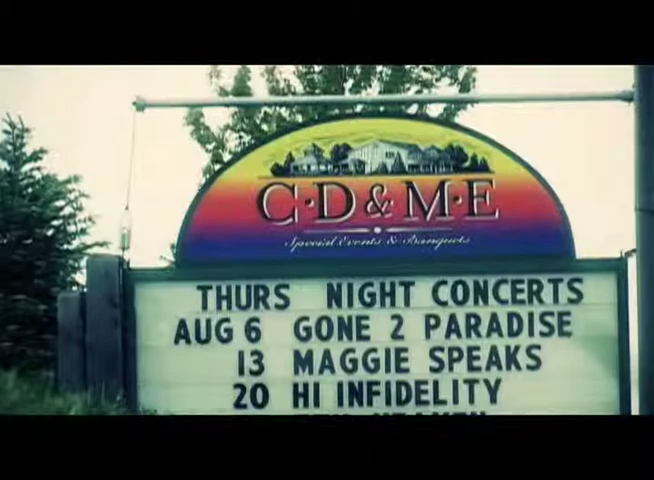 C·D&M·E
Special Events & Banquets
THURS NIGHT CONCERTS
AUG 6 GONE 2 PARADISE
13 MAGGIE SPEAKS
20 HI INFIDELITY